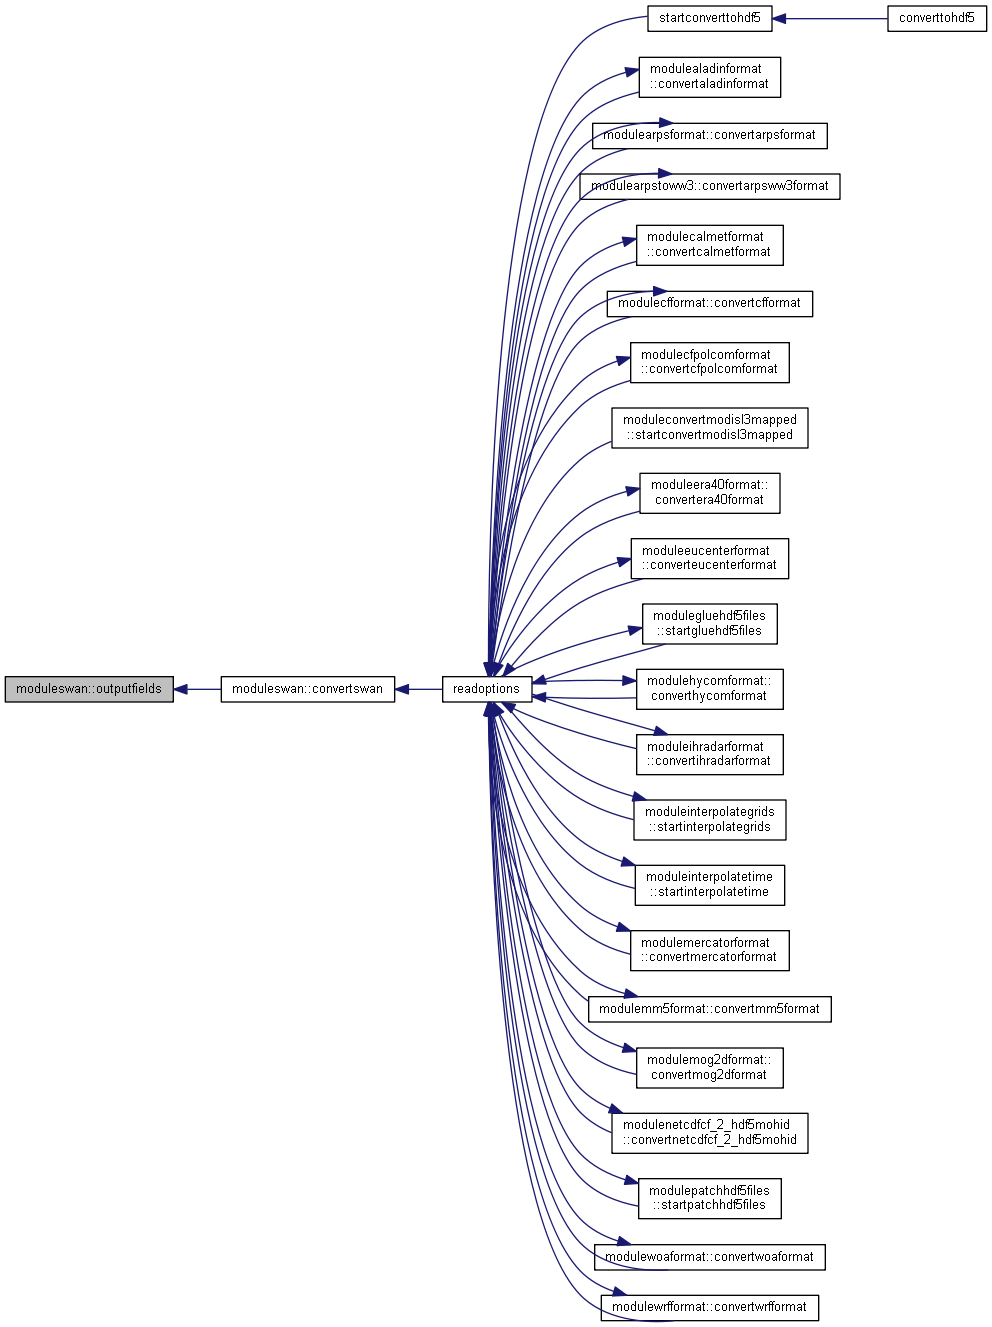 startconverttohdf5
converttohdf5
modulealadinformat
::convertaladinformat
modulearpsformat::convertarpsformat
modulearpstoww3::convertarpsww3format
modulecalmetformat
::convertcalmetformat
modulecfformat::convertcfformat
modulecfpolcomformat
::convertcfpolcomformat
moduleconvertmodisl3mapped
::startconvertmodisl3mapped
moduleera40format::
convertera40format
moduleeucenterformat
::converteucenterformat
modulegluehdf5files
::startgluehdf5files
moduleswan::outputfields
moduleswan::convertswan
readoptions
modulehycomformat::
converthycomformat
moduleihradarformat
::convertihradarformat
moduleinterpolategrids
::startinterpolategrids
moduleinterpolatetime
::startinterpolatetime
modulemercatorformat
::convertmercatorformat
modulemm5format::convertmm5format
modulemog2dformat::
convertmog2dformat
modulenetcdfcf_2_hdf5mohid
::convertnetcdfcf_2_hdf5mohid
modulepatchhdf5files
::startpatchhdf5files
modulewoaformat::convertwoaformat
modulewrfformat::convertwrfformat